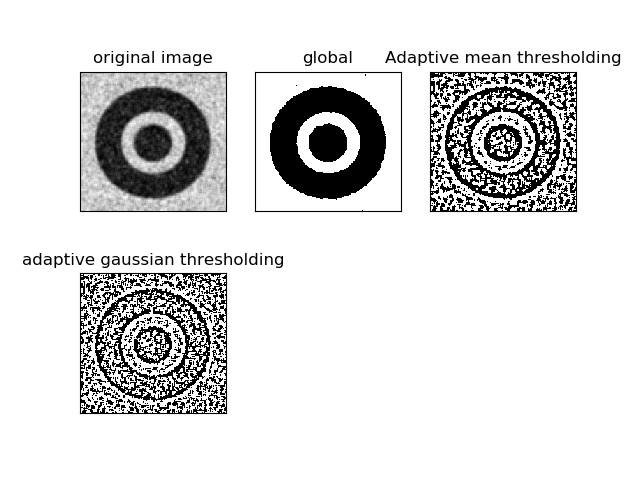 original image
global
Adaptive mean thresholding
adaptive gaussian thresholding